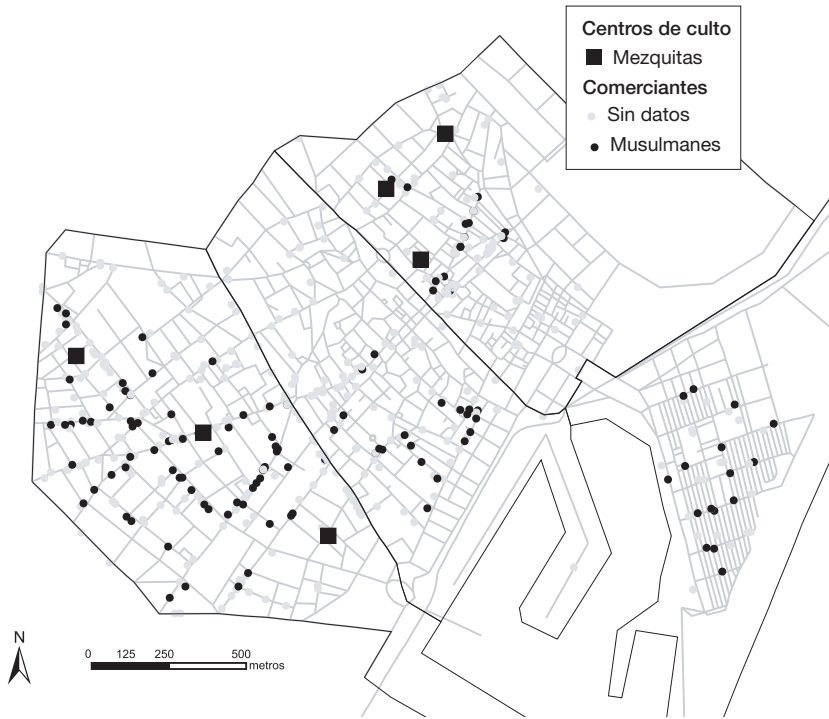 Centros de culto
Mezquitas
Comerciantes
Sin datos
Musulmanes
N
0 125 250 500
metros